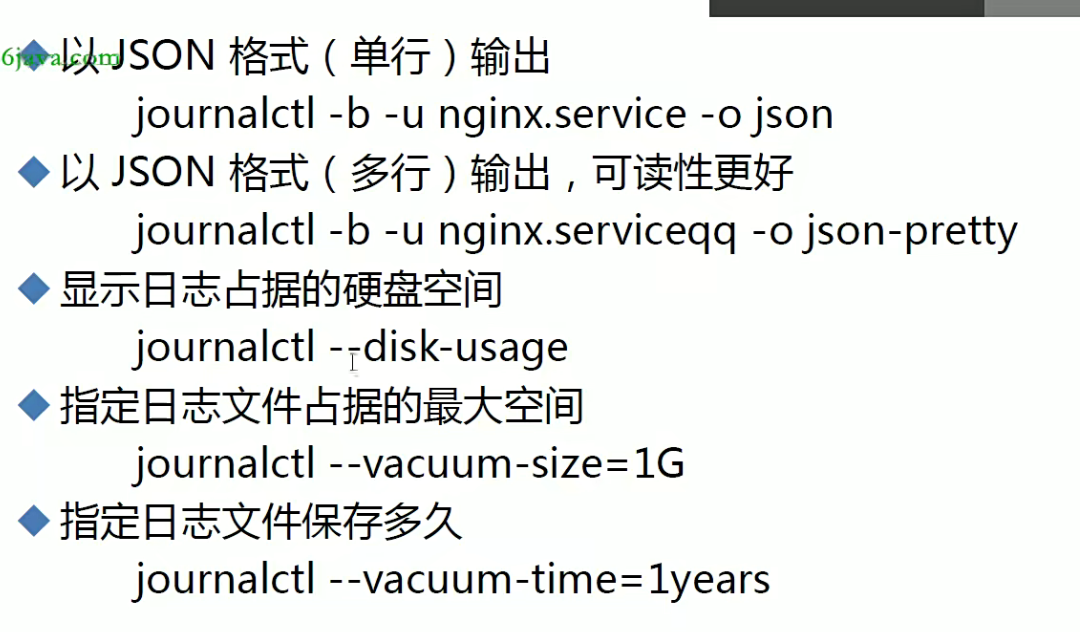 以 JSON 格式（单行）输出
6java.com
journalctl -b -u nginx.service -o json
以 JSON 格式（多行）输出，可读性更好
journalctl -b -u nginx.serviceqq -o json-pretty
显示日志占据的硬盘空间
journalctl --disk-usage
指定日志文件占据的最大空间
journalctl --vacuum-size=1G
指定日志文件保存多久
journalctl --vacuum-time=1years